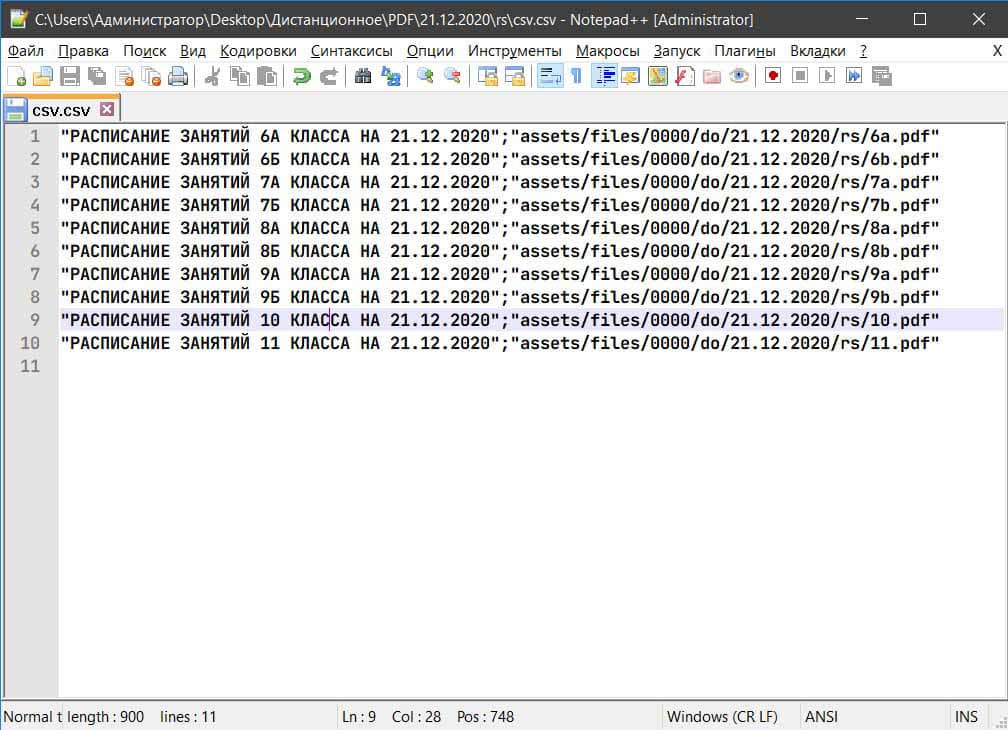 C:\Users\Администратор\Desktop\Дистанционное\PDF\21.12.2020\rs\csv.csv - Notepad++ [Administrator]
Файл Правка Поиск Вид Кодировки Синтаксисы Опции Инструменты Макросы Запуск Плагины Вкладки ? X
csv.csv
1 "РАСПИСАНИЕ ЗАНЯТИЙ 6А КЛАССА НА 21.12.2020";"assets/files/0000/do/21.12.2020/rs/6a.pdf"
2 "РАСПИСАНИЕ ЗАНЯТИЙ 6Б КЛАССА НА 21.12.2020";"assets/files/0000/do/21.12.2020/rs/6b.pdf"
3 "РАСПИСАНИЕ ЗАНЯТИЙ 7А КЛАССА НА 21.12.2020";"assets/files/0000/do/21.12.2020/rs/7a.pdf"
4 "РАСПИСАНИЕ ЗАНЯТИЙ 7Б КЛАССА НА 21.12.2020";"assets/files/0000/do/21.12.2020/rs/7b.pdf"
5 "РАСПИСАНИЕ ЗАНЯТИЙ 8А КЛАССА НА 21.12.2020";"assets/files/0000/do/21.12.2020/rs/8a.pdf"
6 "РАСПИСАНИЕ ЗАНЯТИЙ 8Б КЛАССА НА 21.12.2020";"assets/files/0000/do/21.12.2020/rs/8b.pdf"
7 "РАСПИСАНИЕ ЗАНЯТИЙ 9А КЛАССА НА 21.12.2020";"assets/files/0000/do/21.12.2020/rs/9a.pdf"
8 "РАСПИСАНИЕ ЗАНЯТИЙ 9Б КЛАССА НА 21.12.2020";"assets/files/0000/do/21.12.2020/rs/9b.pdf"
9 "РАСПИСАНИЕ ЗАНЯТИЙ 10 КЛАССА НА 21.12.2020";"assets/files/0000/do/21.12.2020/rs/10.pdf"
10 "РАСПИСАНИЕ ЗАНЯТИЙ 11 КЛАССА НА 21.12.2020";"assets/files/0000/do/21.12.2020/rs/11.pdf"
11
Normal t length : 900 lines : 11 Ln : 9 Col : 28 Pos : 748 Windows (CR LF) ANSI INS